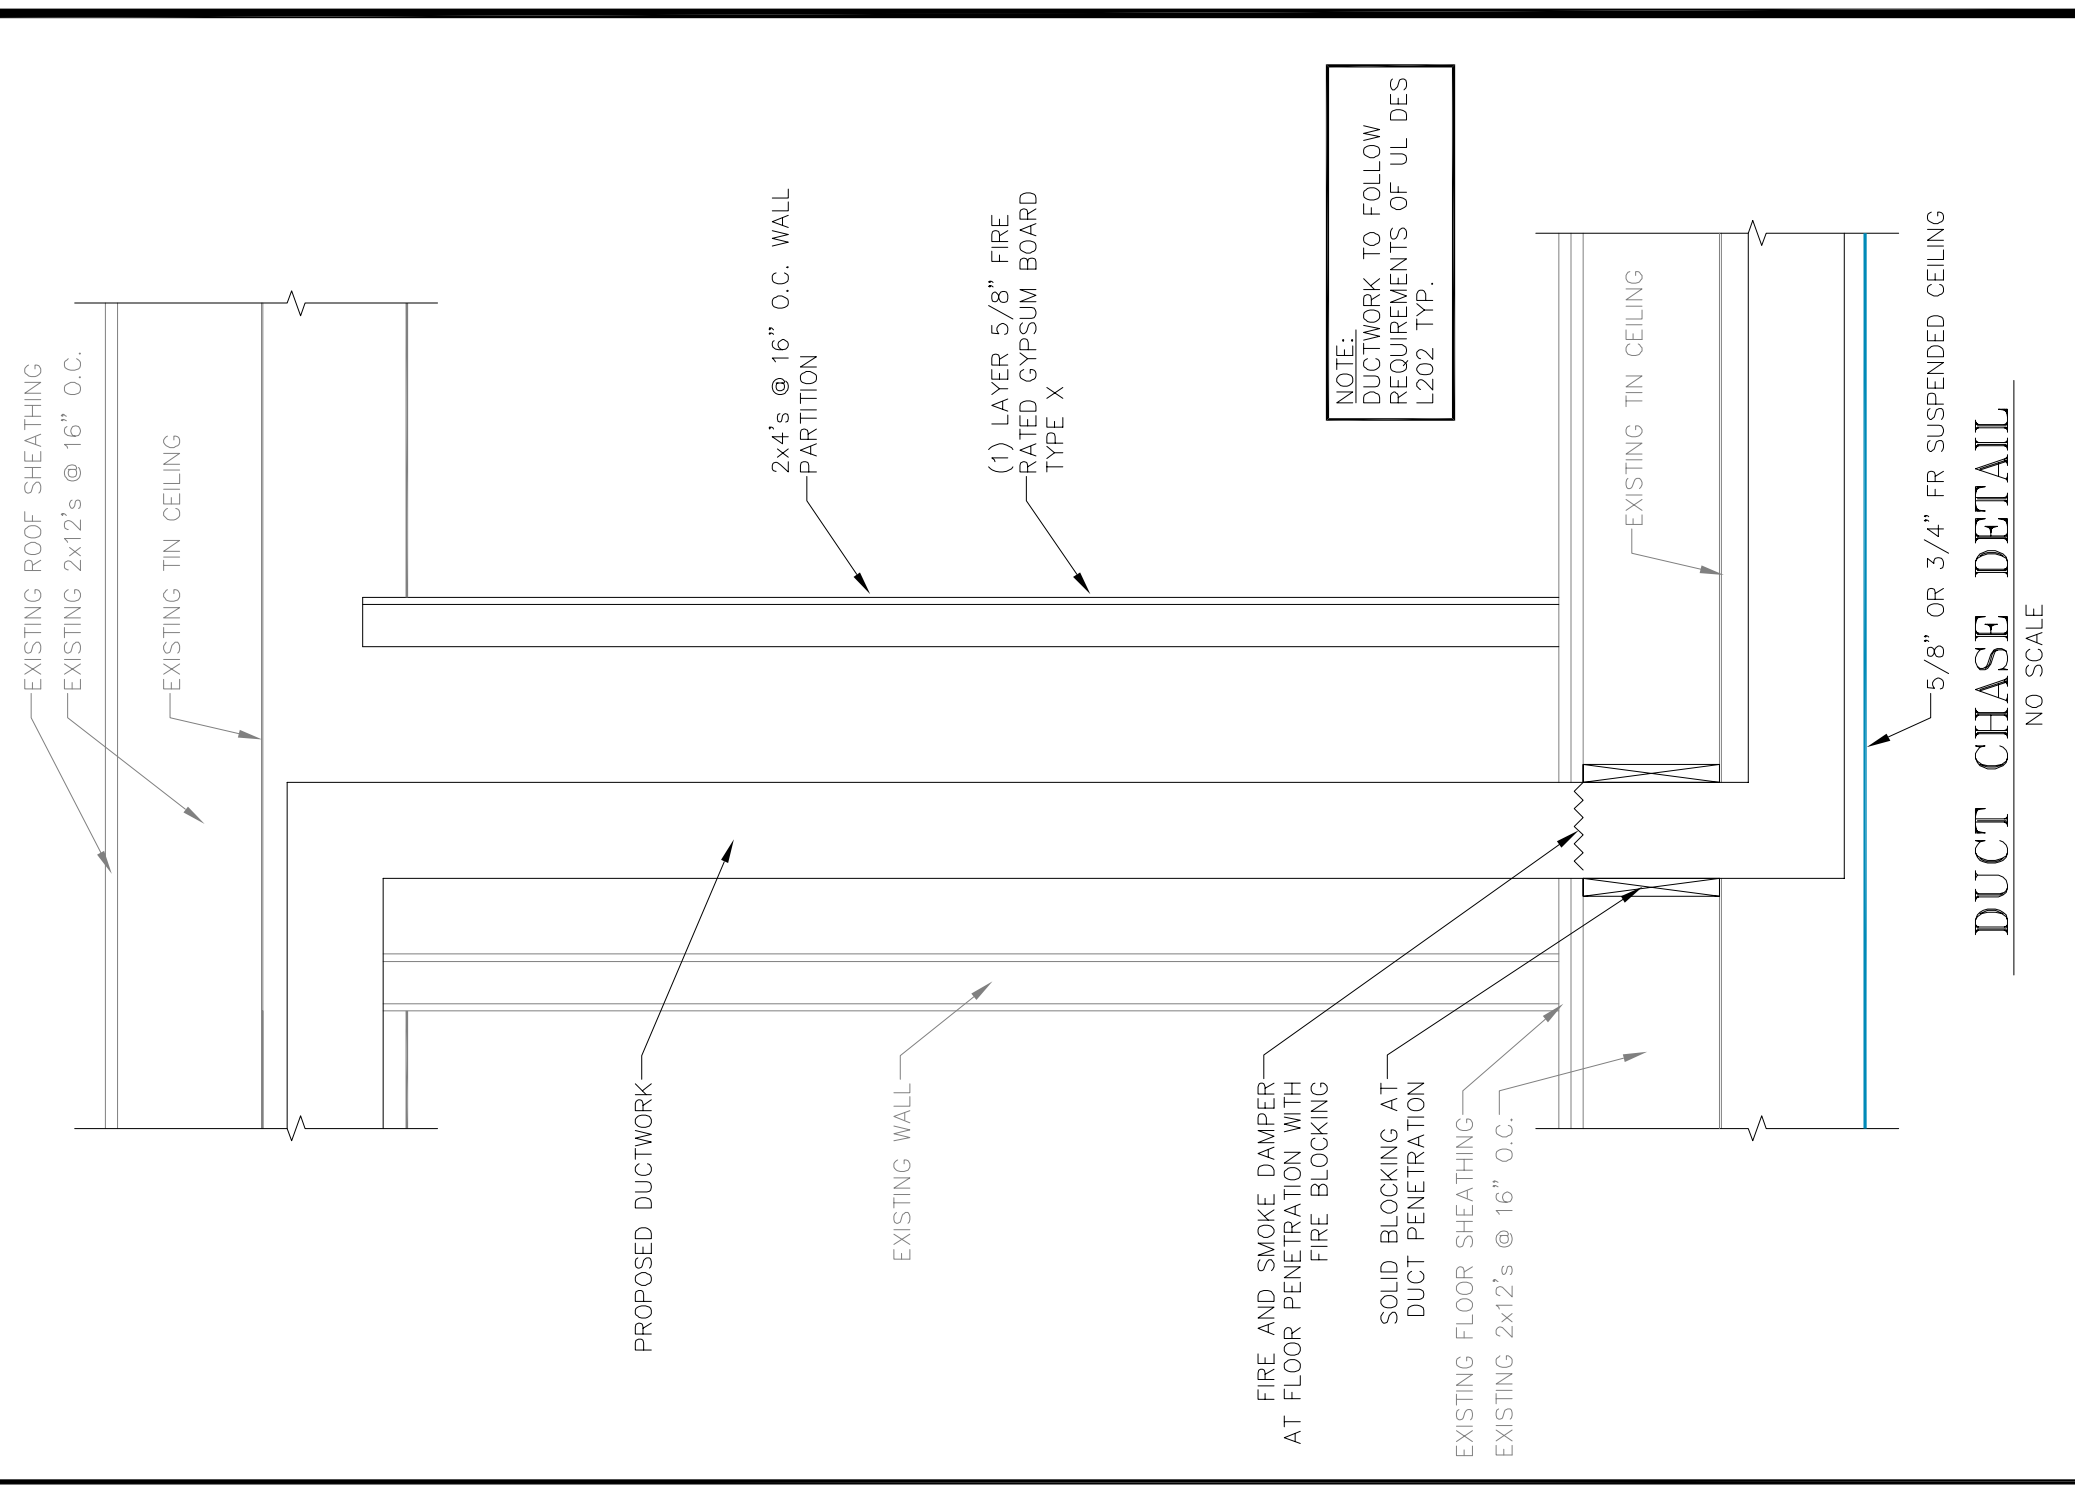 EXISTING ROOF SHEATHING
EXISTING 2x12's @ 16" O.C.
EXISTING TIN CEILING
2x4's @ 16" O.C. WALL
PARTITION
(1) LAYER 5/8" FIRE
RATED GYPSUM BOARD
TYPE X
NOTE:
DUCTWORK TO FOLLOW
REQUIREMENTS OF UL DES
L202 TYP.
PROPOSED DUCTWORK
EXISTING WALL
FIRE AND SMOKE DAMPER
AT FLOOR PENETRATION WITH
FIRE BLOCKING
SOLID BLOCKING AT
DUCT PENETRATION
EXISTING FLOOR SHEATHING
EXISTING 2x12's @ 16" O.C.
EXISTING TIN CEILING
5/8" OR 3/4" FR SUSPENDED CEILING
DUCT CHASE DETAIL
NO SCALE